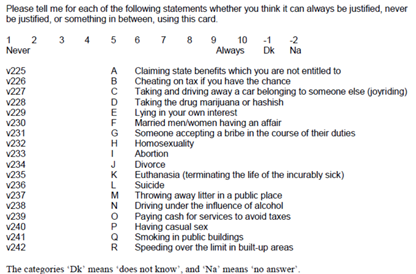 Please tell me for each of the following statements whether you think it can always be justified, never
be justified, or something in between, using this card.
1 2 3 4 5 6 7 8 9 10 -1 -2
Never Always Dk Na
v225 A Claiming state benefits which you are not entitled to
v226 B Cheating on tax if you have the chance
v227 C Taking and driving away a car belonging to someone else (joyriding)
v228 D Taking the drug marijuana or hashish
v229 E Lying in your own interest
v230 F Married men/women having an affair
v231 G Someone accepting a bribe in the course of their duties
v232 H Homosexuality
v233 I Abortion
v234 J Divorce
v235 K Euthanasia (terminating the life of the incurably sick)
v236 L Suicide
v237 M Throwing away litter in a public place
v238 N Driving under the influence of alcohol
v239 O Paying cash for services to avoid taxes
v240 P Having casual sex
v241 Q Smoking in public buildings
v242 R Speeding over the limit in built-up areas
The categories ‘Dk’ means ‘does not know’, and ‘Na’ means ‘no answer’.